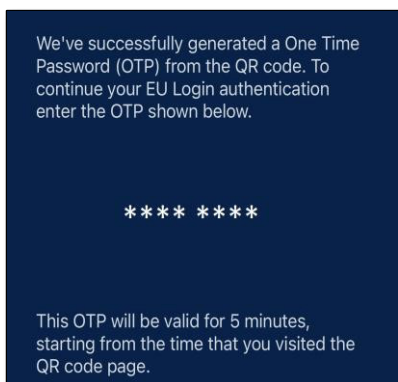 We've successfully generated a One Time
Password (OTP) from the QR code. To
continue your EU Login authentication
enter the OTP shown below.
**** ****
This OTP will be valid for 5 minutes,
starting from the time that you visited the
QR code page.